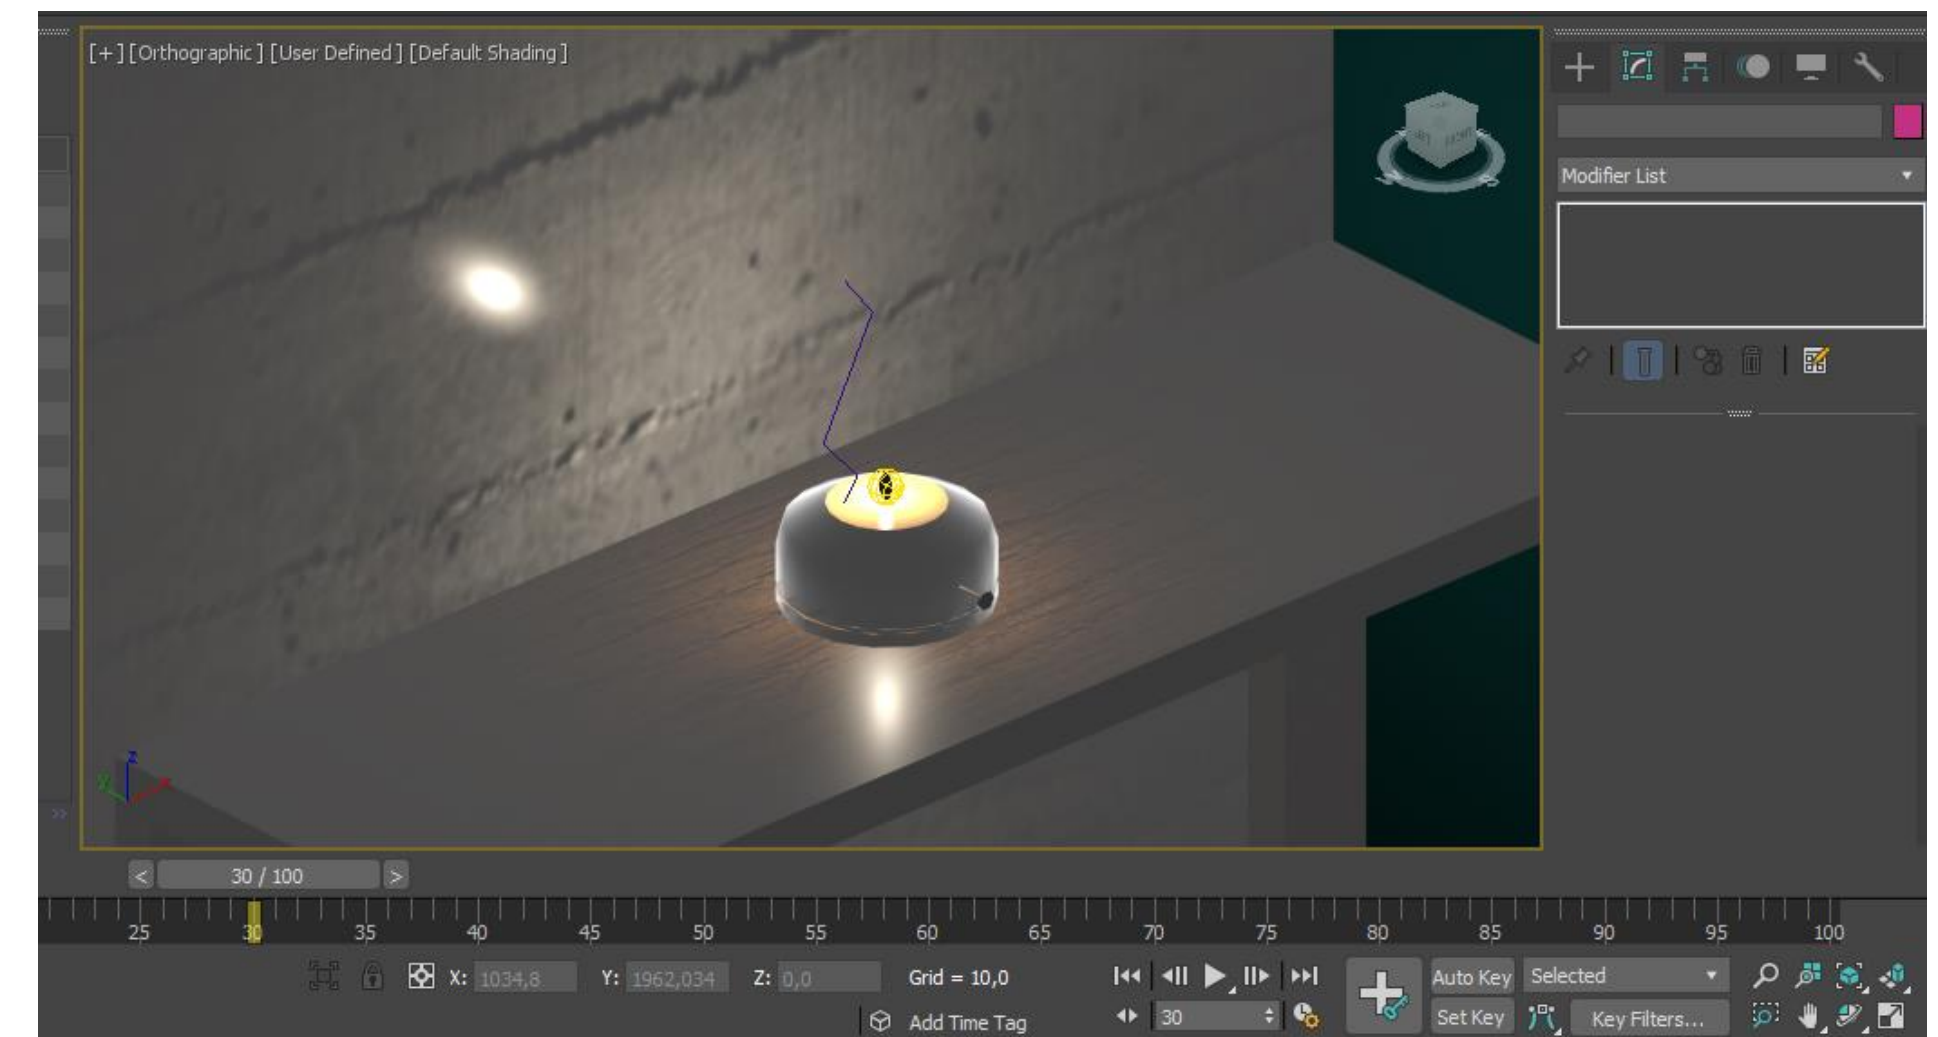 [+] [Orthographic ] [User Defined ] [Default Shading ]
Modifier List
z
y
x
>>
< 30 / 100 >
25 30 35 40 45 50 55 60 65 70 75 80 85 90 95 100
X: 1034,8 Y: 1962,034 Z: 0,0 Grid = 10,0 Auto Key Selected
Add Time Tag 30 Set Key Key Filters...